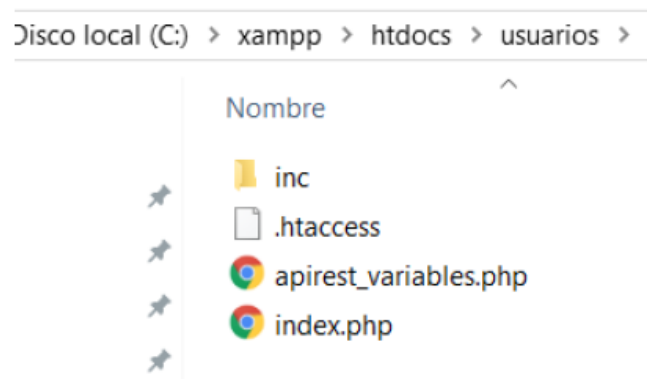 Disco local (C:) > xampp > htdocs > usuarios >
Nombre
inc
.htaccess
apirest_variables.php
index.php